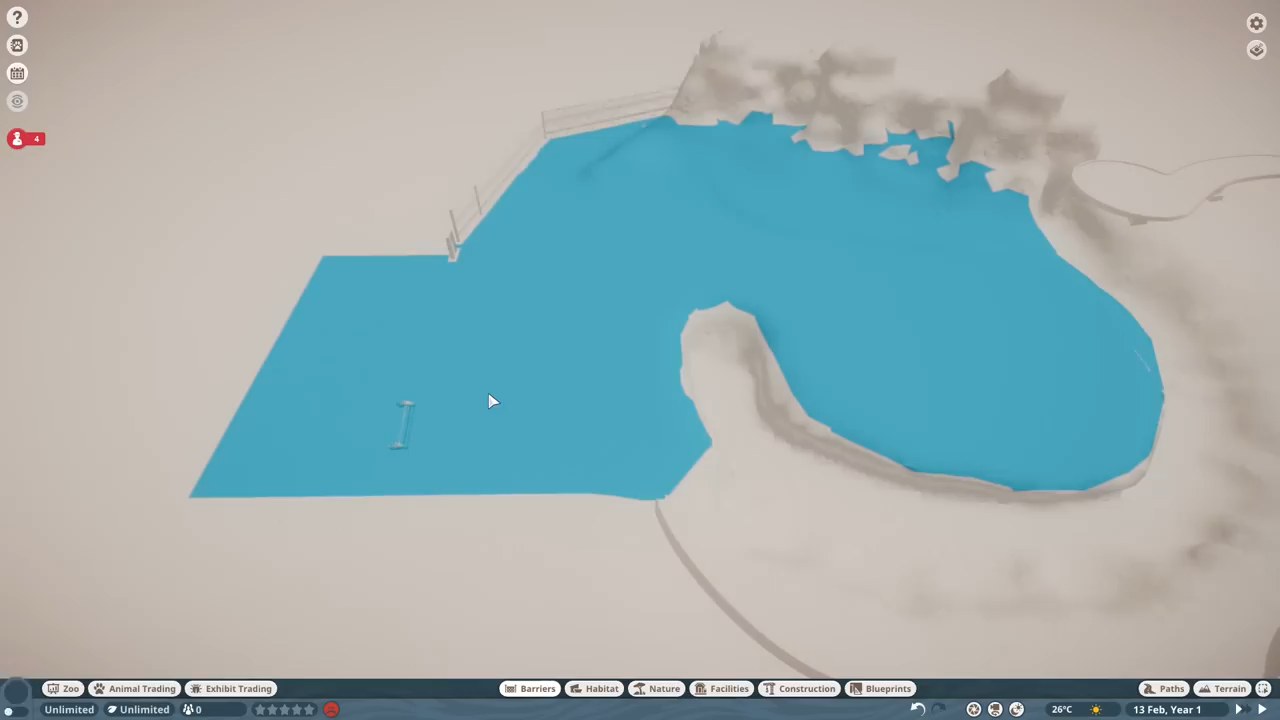 ?
4
Zoo
Animal Trading
Exhibit Trading
Barriers
Habitat
Nature
Facilities
Construction
Blueprints
Paths
Terrain
Unlimited
Unlimited
0
26°C
13 Feb, Year 1